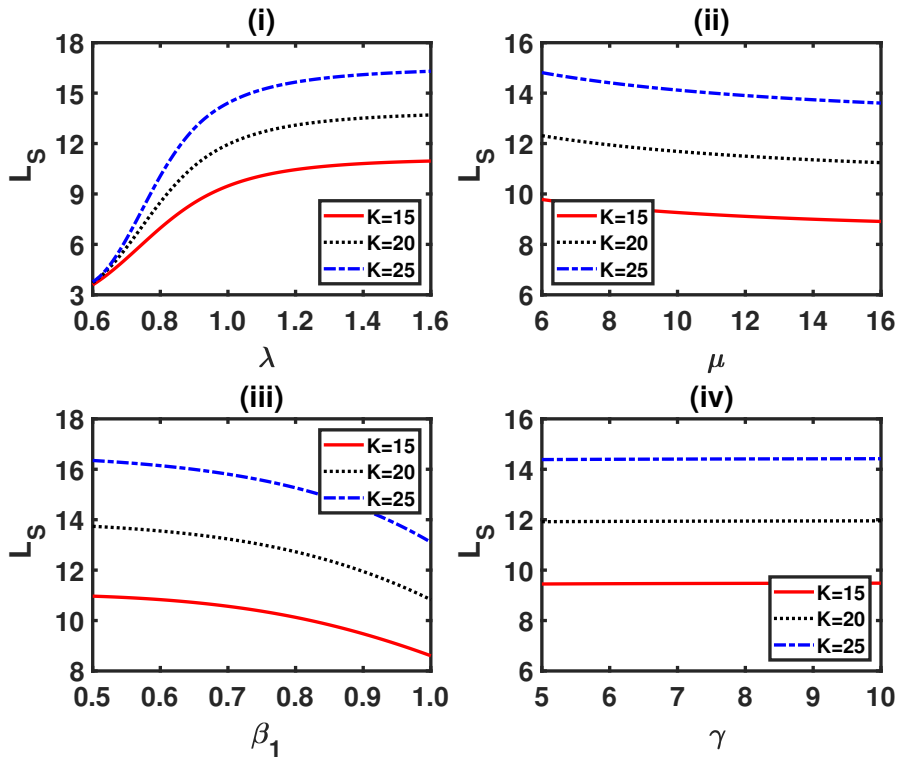 (i)
18
15
12
9
6
3
L_S
K=15
K=20
K=25
0.6 0.8 1.0 1.2 1.4 1.6
λ
(ii)
16
14
12
10
8
6
L_S
K=15
K=20
K=25
6 8 10 12 14 16
μ
(iii)
18
16
14
12
10
8
L_S
K=15
K=20
K=25
0.5 0.6 0.7 0.8 0.9 1.0
β_1
(iv)
16
14
12
10
8
6
L_S
K=15
K=20
K=25
5 6 7 8 9 10
γ